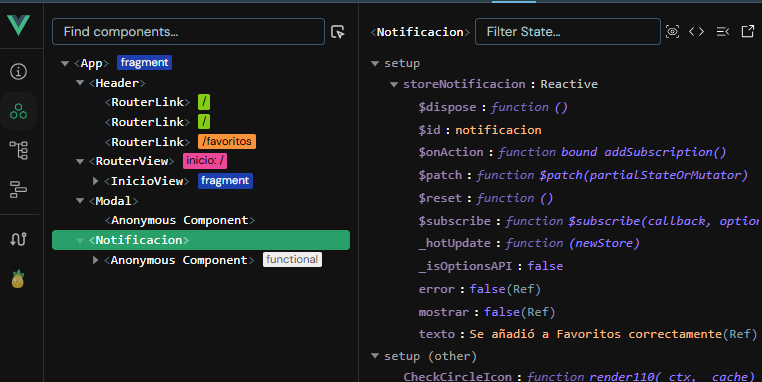 Find components...
<App> fragment
<Header>
<RouterLink> /
<RouterLink> /
<RouterLink> /favoritos
<RouterView> inicio: /
<InicioView> fragment
<Modal>
<Anonymous Component>
<Notificacion>
<Anonymous Component> functional
<Notificacion> Filter State...
setup
storeNotificacion : Reactive
$dispose : function ()
$id : notificacion
$onAction : function bound addSubscription()
$patch : function $patch(partialStateOrMutator)
$reset : function ()
$subscribe : function $subscribe(callback, option
_hotUpdate : function (newStore)
_isOptionsAPI : false
error : false(Ref)
mostrar : false(Ref)
texto : Se añadió a Favoritos correctamente(Ref)
setup (other)
CheckCircleIcon : function render110(_ctx, _cache)